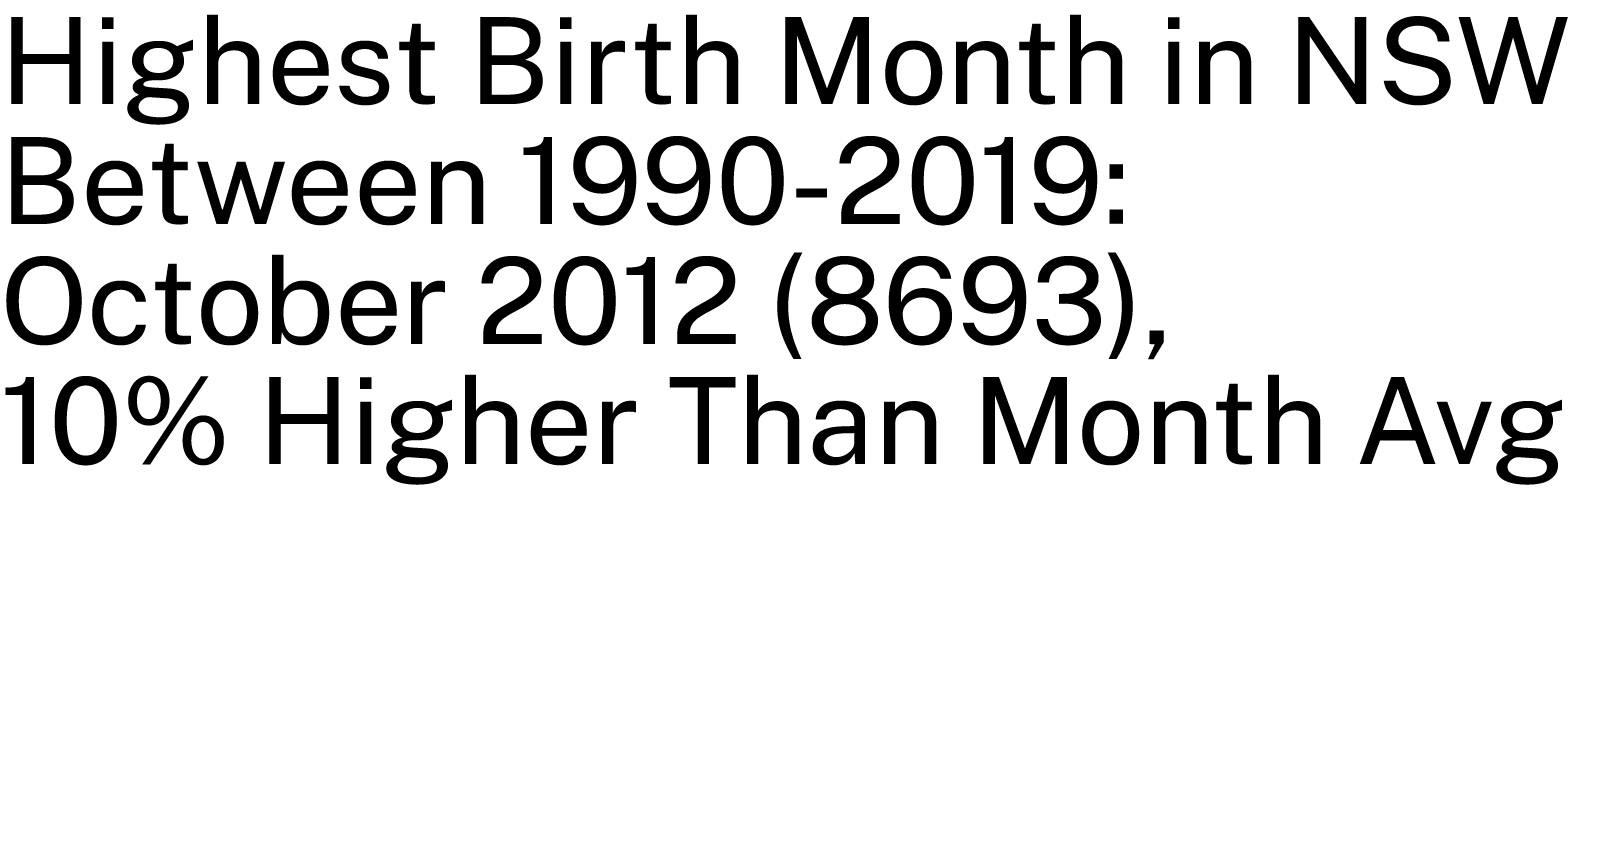 Highest Birth Month in NSW
Between 1990-2019:
October 2012 (8693),
10% Higher Than Month Avg